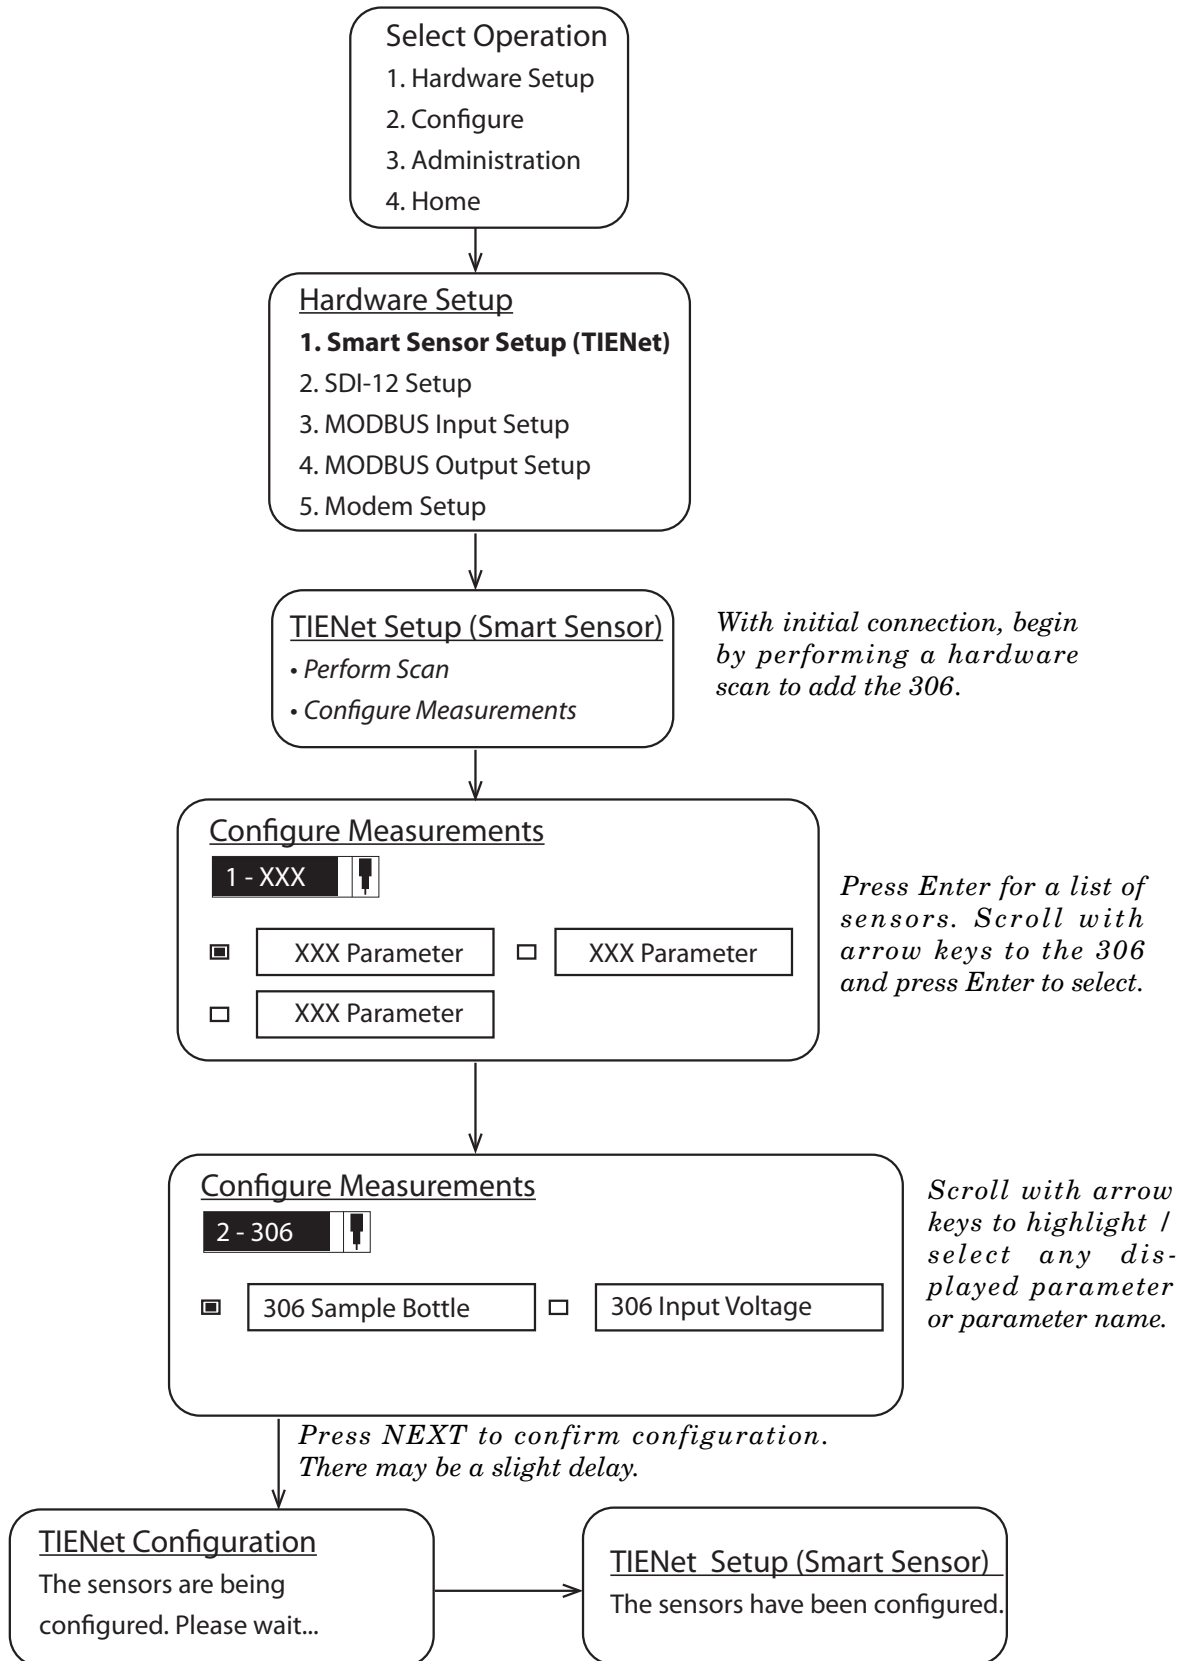 Select Operation
1. Hardware Setup
2. Configure
3. Administration
4. Home
Hardware Setup
1. Smart Sensor Setup (TIENet)
2. SDI-12 Setup
3. MODBUS Input Setup
4. MODBUS Output Setup
5. Modem Setup
TIENet Setup (Smart Sensor)
• Perform Scan
• Configure Measurements
With initial connection, begin
by performing a hardware
scan to add the 306.
Configure Measurements
1 - XXX
XXX Parameter XXX Parameter
XXX Parameter
Press Enter for a list of
sensors. Scroll with
arrow keys to the 306
and press Enter to select.
Configure Measurements
2 - 306
306 Sample Bottle 306 Input Voltage
Scroll with arrow
keys to highlight /
select any dis-
played parameter
or parameter name.
Press NEXT to confirm configuration.
There may be a slight delay.
TIENet Configuration
The sensors are being
configured. Please wait...
TIENet Setup (Smart Sensor)
The sensors have been configured.